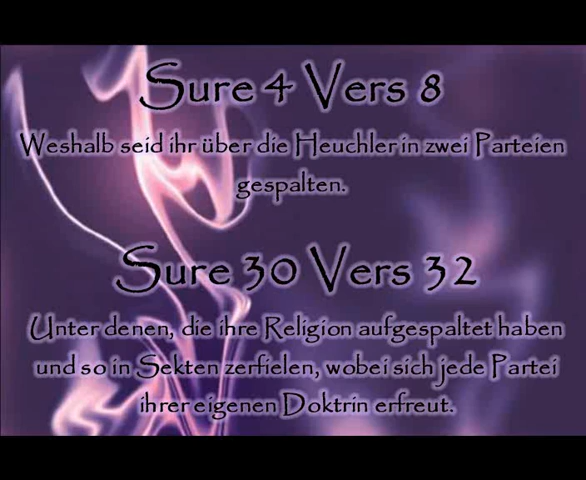 Sure 4 Vers 8
Weshalb seid ihr über die Heuchler in zwei Parteien
gespalten.
Sure 30 Vers 32
Unter denen, die ihre Religion aufgespaltet haben
und so in Sekten zerfielen, wobei sich jede Partei
ihrer eigenen Doktrin erfreut.